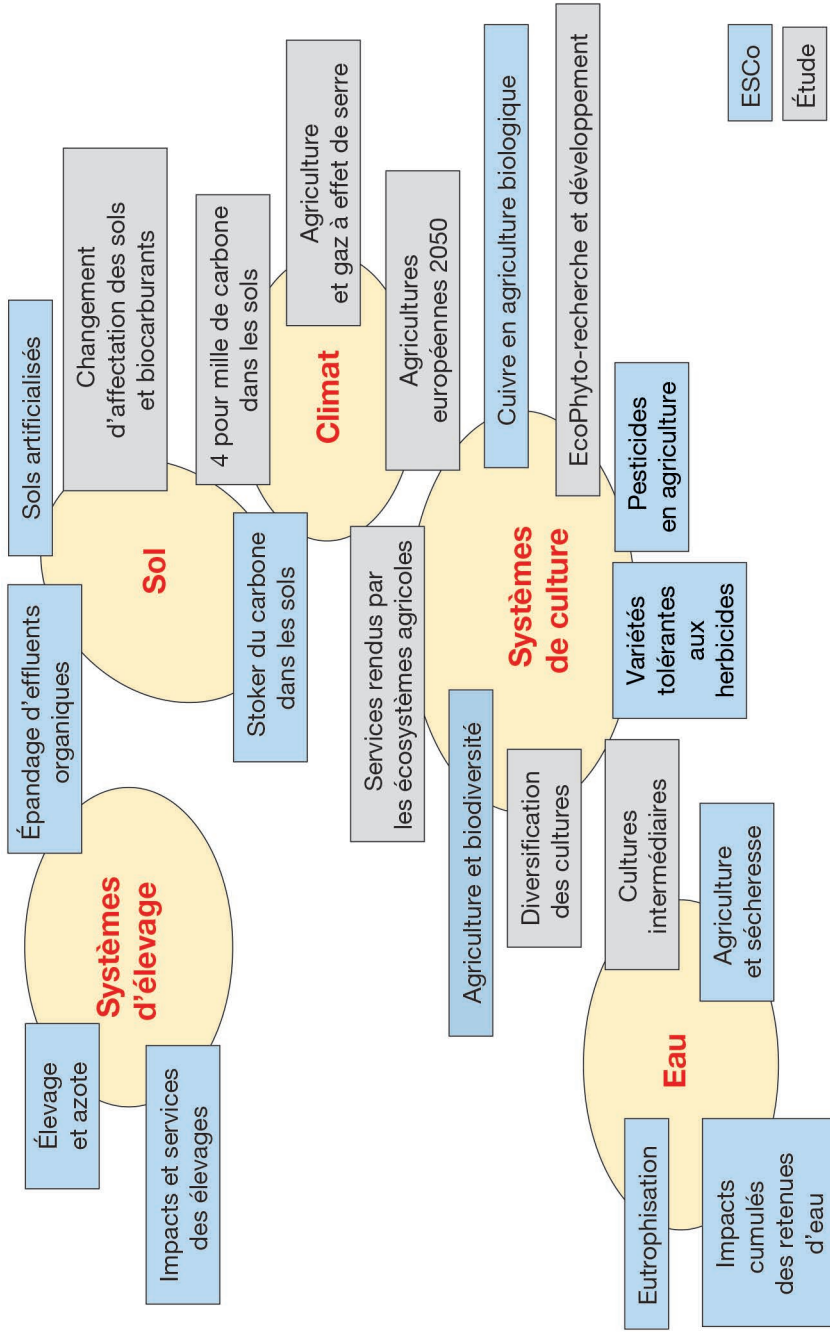 Élevage
et azote
Impacts et services
des élevages
Systèmes
d'élevage
Épandage d'effluents
organiques
Sol
Sols artificialisés
Changement
d'affectation des sols
et biocarburants
Stoker du carbone
dans les sols
4 pour mille de carbone
dans les sols
Climat
Agriculture
et gaz à effet de serre
Agricultures
européennes 2050
Services rendus par
les écosystèmes agricoles
Agriculture et biodiversité
Systèmes
de culture
Cuivre en agriculture biologique
EcoPhyto-recherche et développement
Diversification
des cultures
Cultures
intermédiaires
Variétés
tolérantes
aux
herbicides
Pesticides
en agriculture
Eau
Agriculture
et sécheresse
Eutrophisation
Impacts
cumulés
des retenues
d'eau
ESCo
Étude